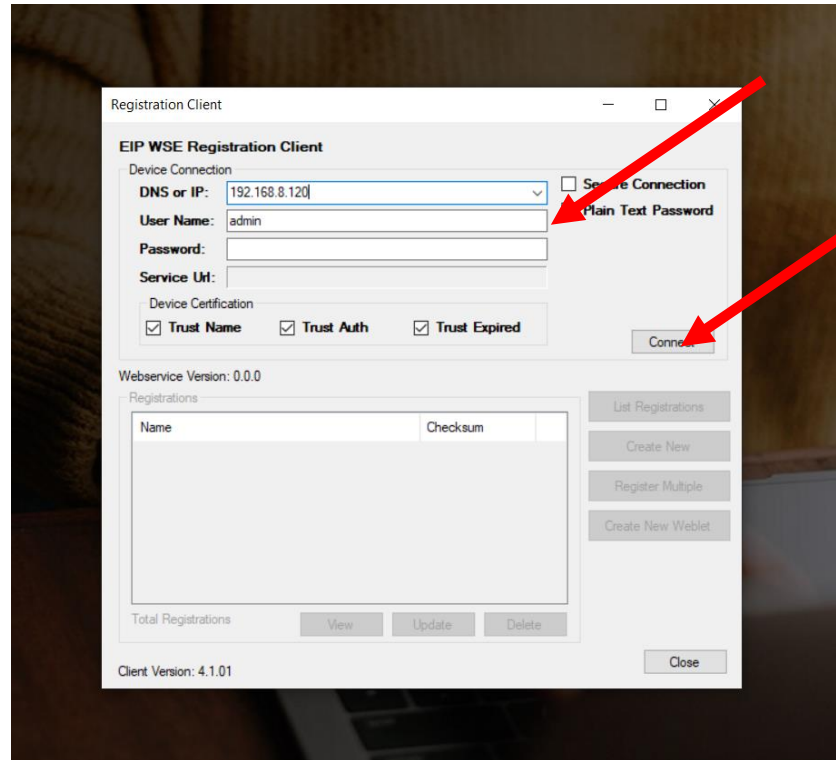 Registration Client
EIP WSE Registration Client
Device Connection
DNS or IP: 192.168.8.120
Secure Connection
User Name: admin
Plain Text Password
Password:
Service Url:
Device Certification
Trust Name Trust Auth Trust Expired
Connect
Webservice Version: 0.0.0
Registrations
Name Checksum
List Registrations
Create New
Register Multiple
Create New Weblet
Total Registrations
View Update Delete
Client Version: 4.1.01
Close